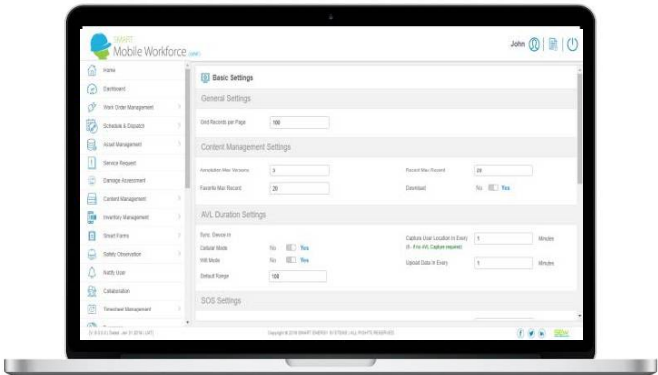 SMART
Mobile Workforce
John
Home
Dashboard
Work Order Management
Schedule & Dispatch
Asset Management
Service Request
Damage Assessment
Content Management
Inventory Management
Smart Forms
Safety Observation
Notify User
Collaboration
Timesheet Management
Basic Settings
General Settings
Grid Records per Page
100
Content Management Settings
Annotation Max Versions
3
Recent Max Record
20
Favorite Max Record
20
Download
No
Yes
AVL Duration Settings
Sync Device In
Cellular Mode
No
Yes
Wifi Mode
No
Yes
Default Range
100
Capture User Location In Every
1
Minutes
Upload Data In Every
1
Minutes
SOS Settings